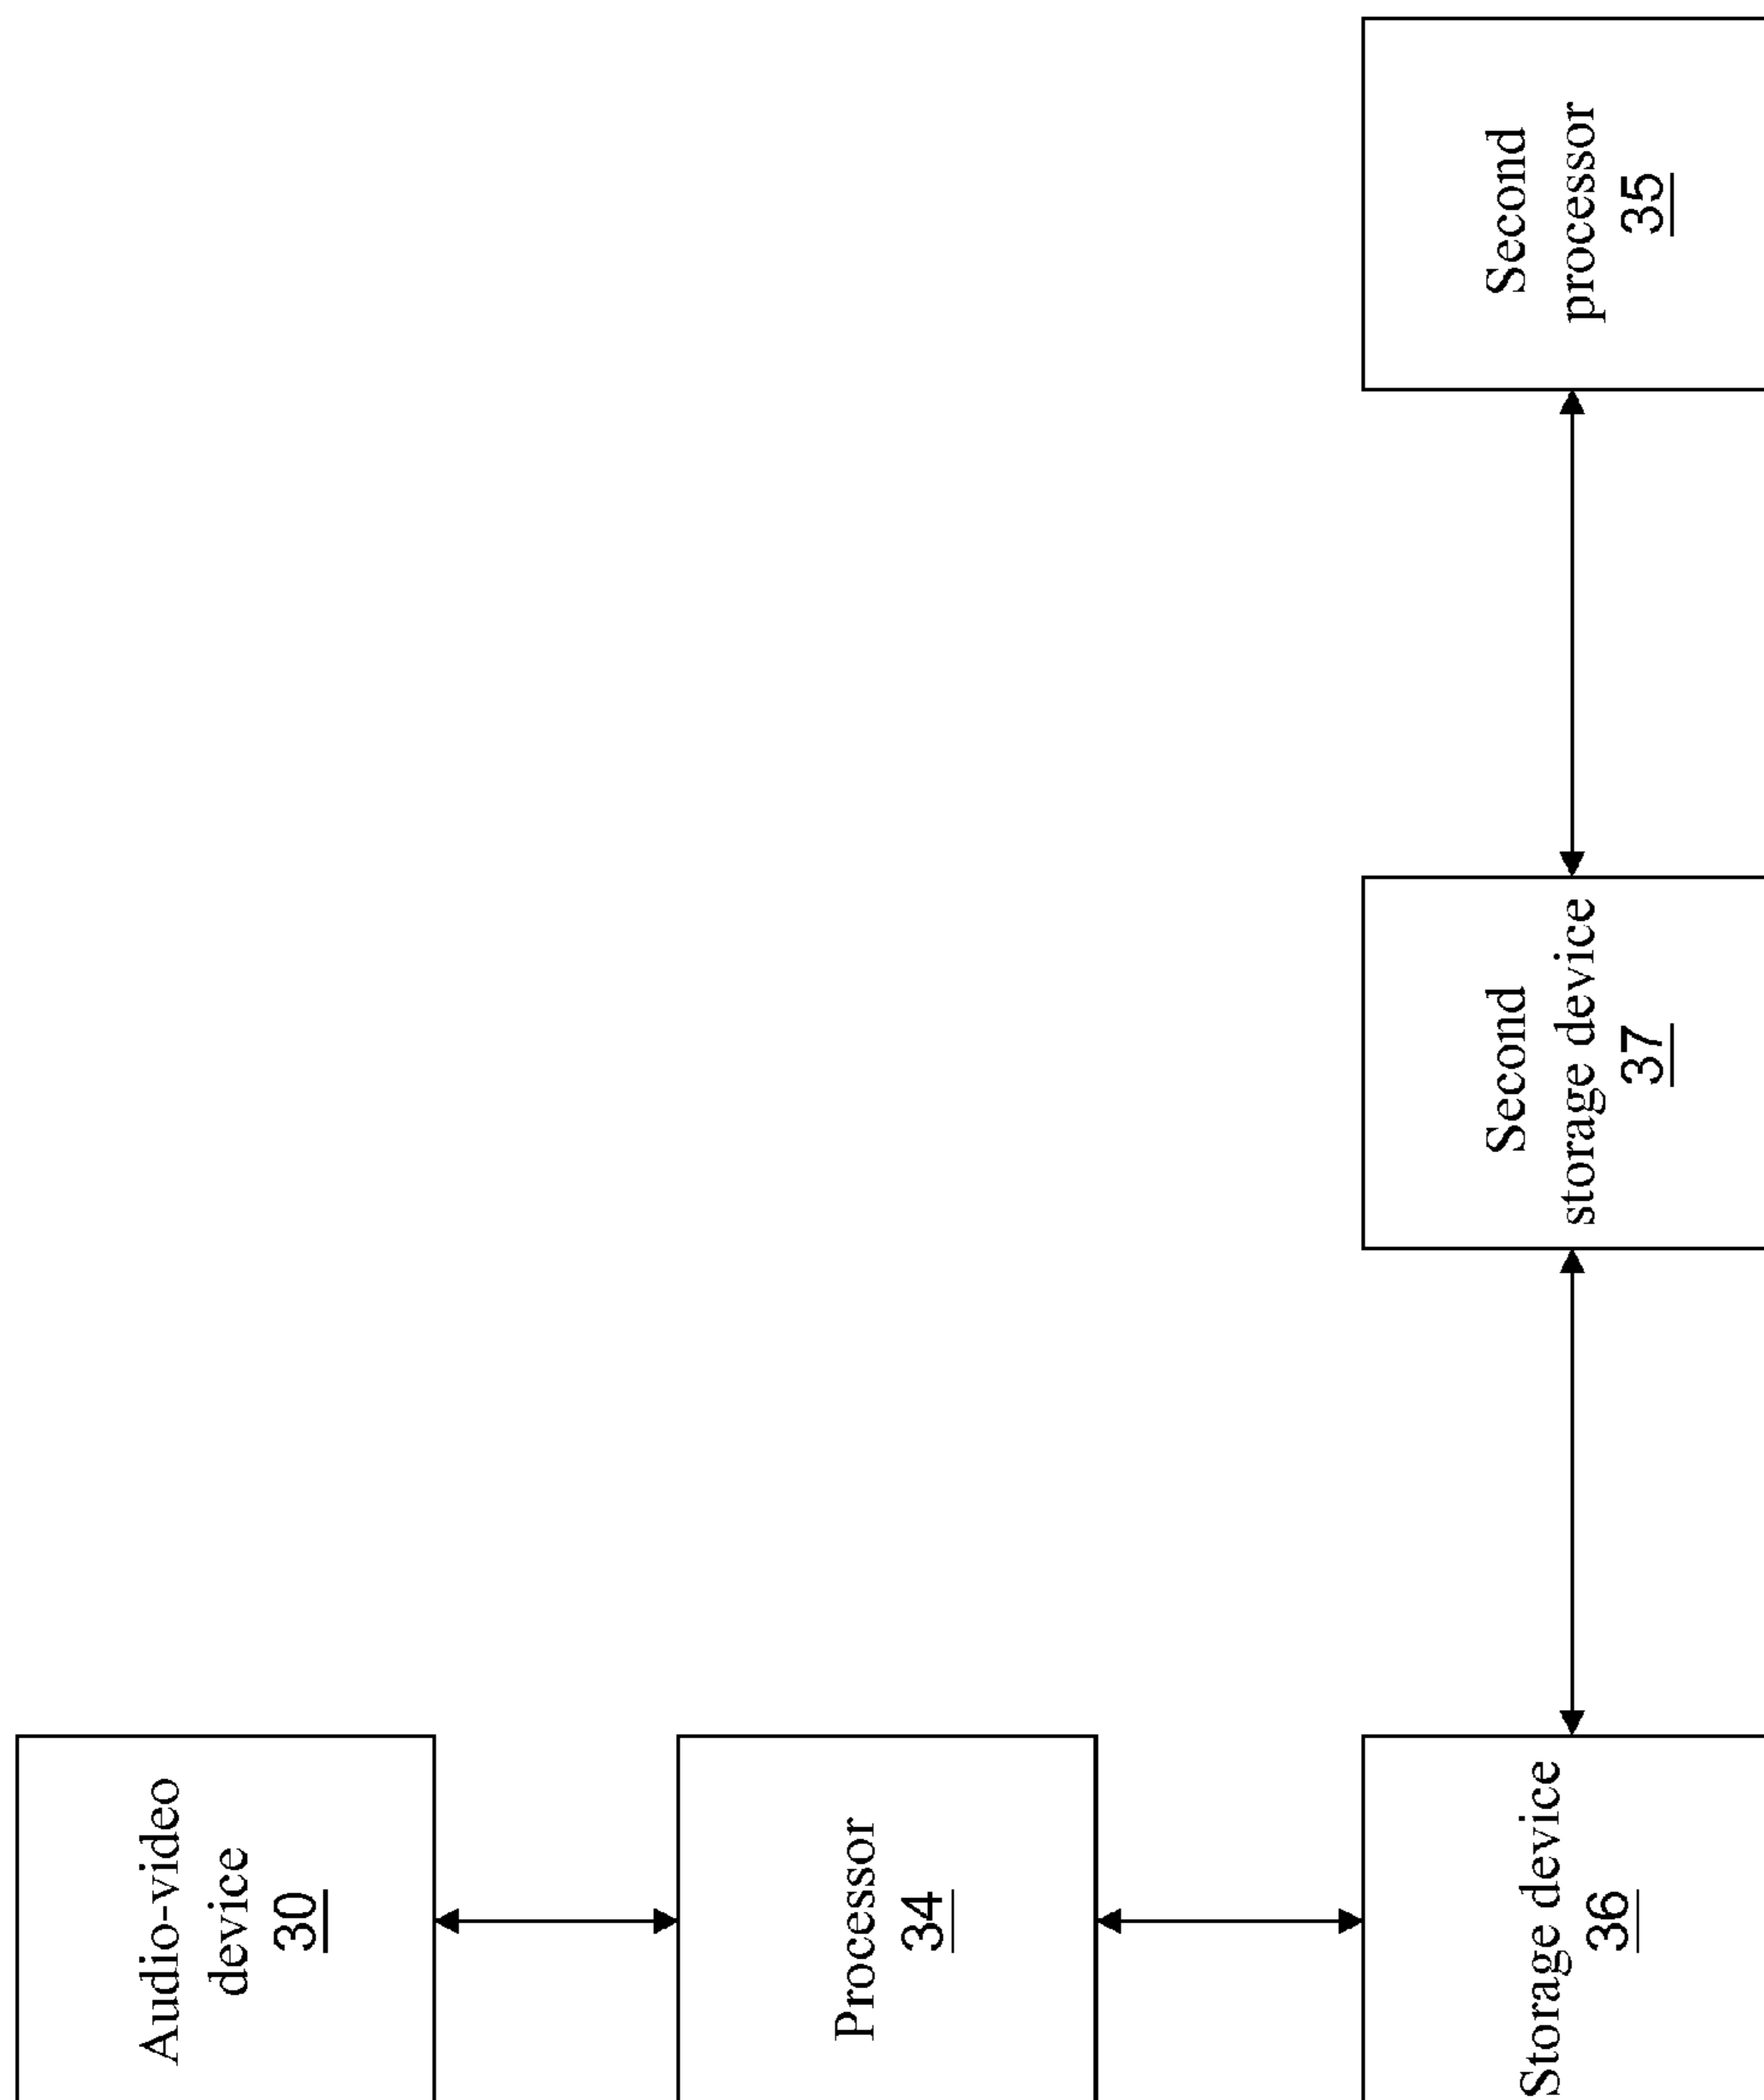 Audio-video
device
30
Processor
34
Storage device
36
Second
storage device
37
Second
processor
35